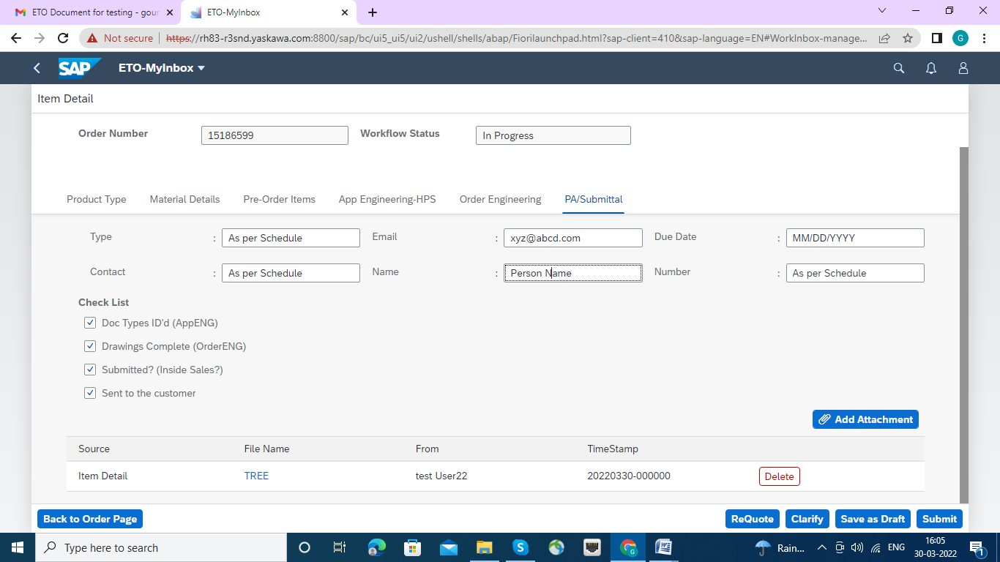 ETO Document for testing - gour
ETO-MyInbox
Not secure https://rh83-r3snd.yaskawa.com:8800/sap/bc/ui5_ui5/ui2/ushell/shells/abap/Fiorilaunchpad.html?sap-client=410&sap-language=EN#WorkInbox-manage...
G
SAP ETO-MyInbox
Item Detail
Order Number 15186599 Workflow Status In Progress
Product Type Material Details Pre-Order Items App Engineering-HPS Order Engineering PA/Submittal
Type : As per Schedule Email : xyz@abcd.com Due Date : MM/DD/YYYY
Contact : As per Schedule Name : Person Name Number : As per Schedule
Check List
Doc Types ID'd (AppENG)
Drawings Complete (OrderENG)
Submitted? (Inside Sales?)
Sent to the customer
Add Attachment
Source File Name From TimeStamp
Item Detail TREE test User22 20220330-000000 Delete
Back to Order Page ReQuote Clarify Save as Draft Submit
Type here to search
Rain... ENG
16:05
30-03-2022
1